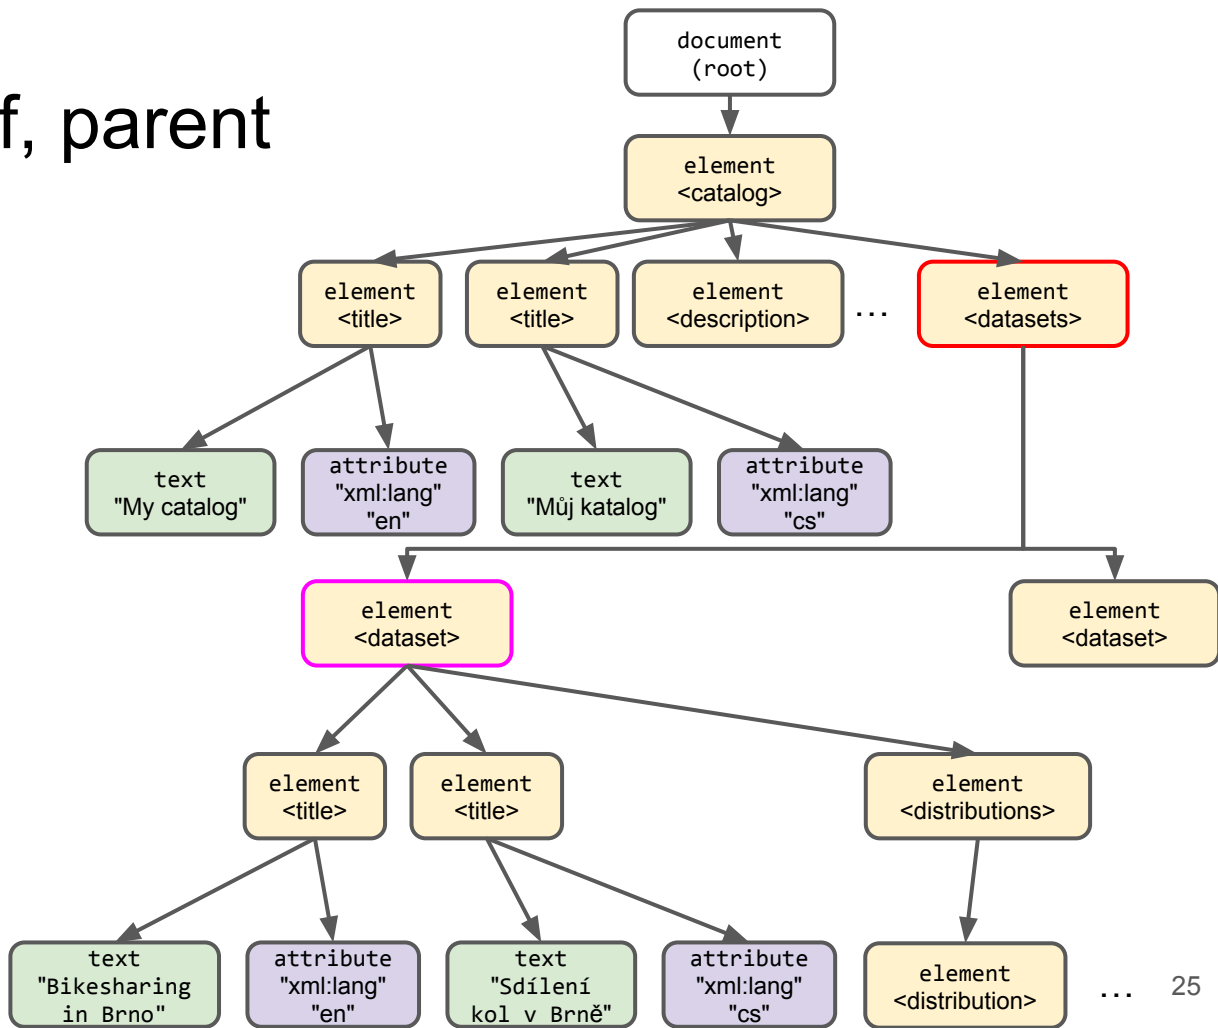 f, parent
document
(root)
element
<catalog>
element
<title>
element
<title>
element
<description>
...
element
<datasets>
text
"My catalog"
attribute
"xml:lang"
"en"
text
"Můj katalog"
attribute
"xml:lang"
"cs"
element
<dataset>
element
<dataset>
element
<title>
element
<title>
element
<distributions>
text
"Bikesharing
in Brno"
attribute
"xml:lang"
"en"
text
"Sdílení
kol v Brně"
attribute
"xml:lang"
"cs"
element
<distribution>
...
25